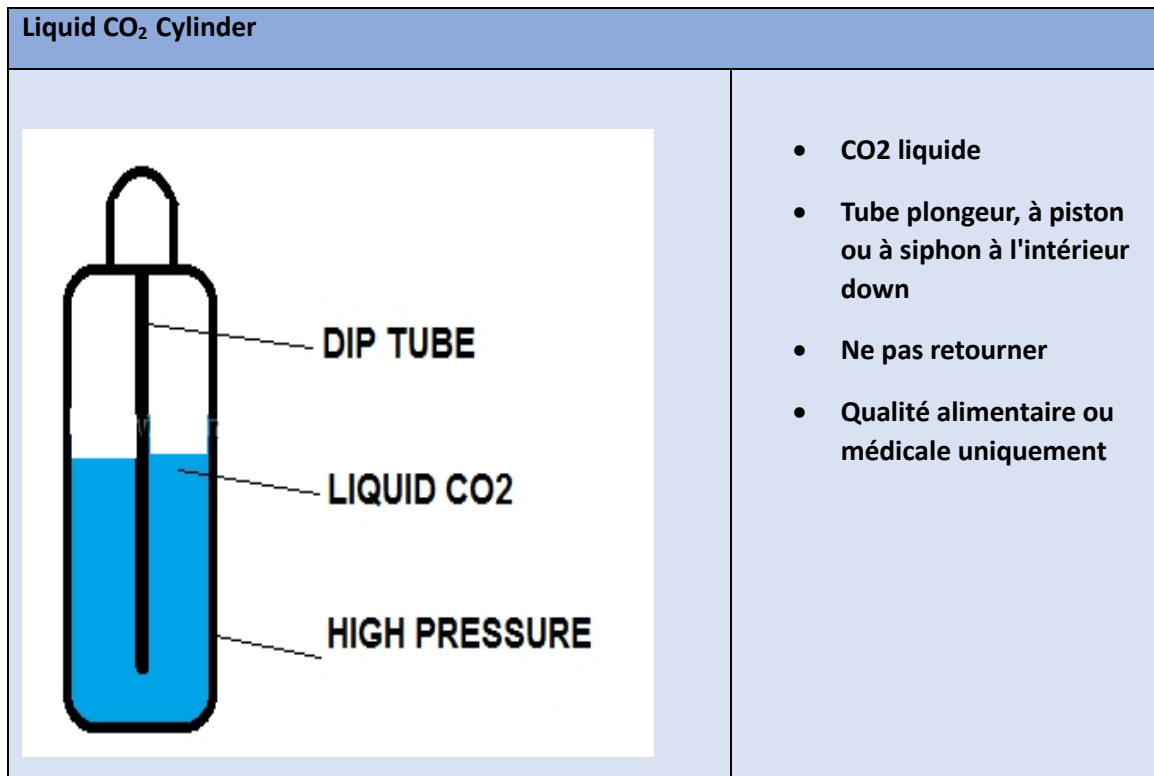 Liquid CO₂ Cylinder
DIP TUBE
LIQUID CO2
HIGH PRESSURE
• CO2 liquide
• Tube plongeur, à piston
ou à siphon à l'intérieur
down
• Ne pas retourner
• Qualité alimentaire ou
médicale uniquement